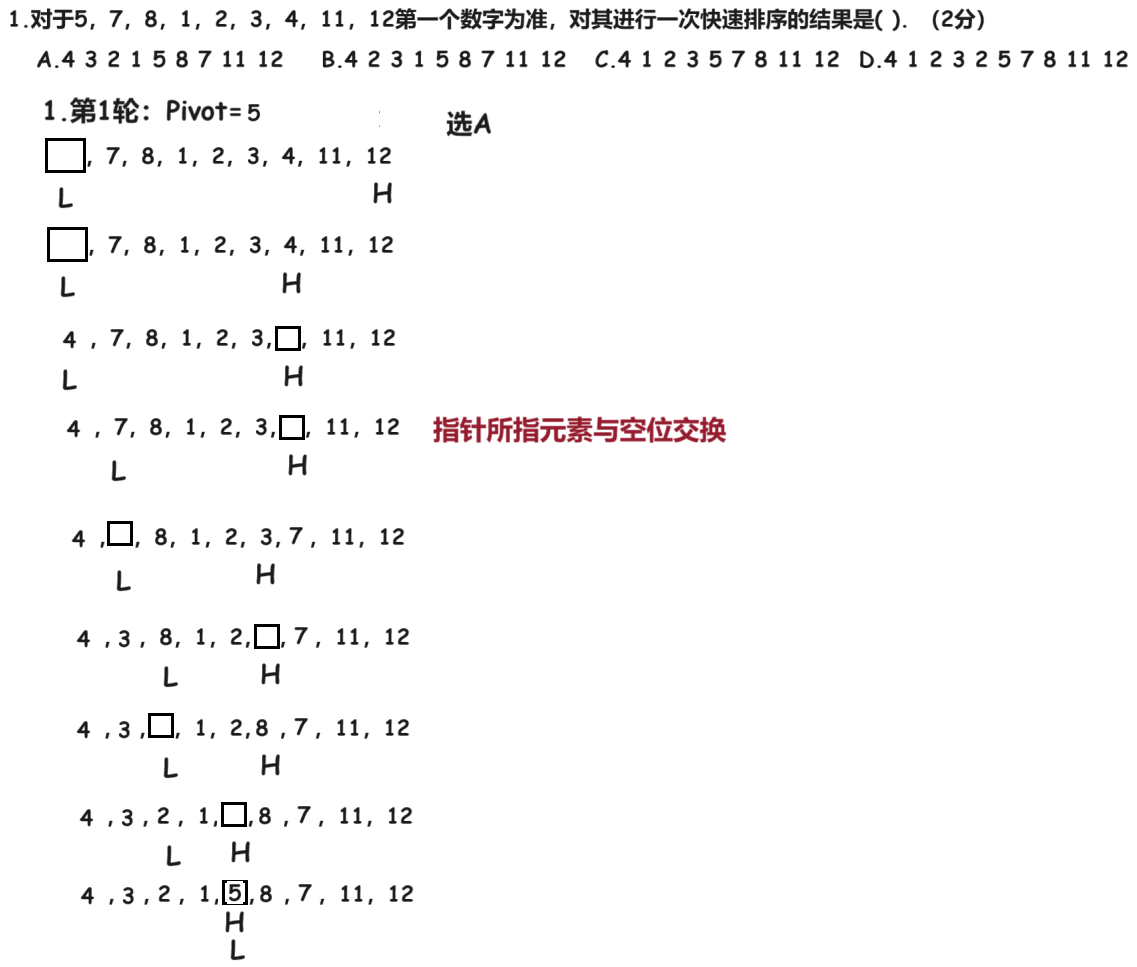 1.对于5, 7, 8, 1, 2, 3, 4, 11, 12第一个数字为准，对其进行一次快速排序的结果是( ). （2分）
A.4 3 2 1 5 8 7 11 12 B.4 2 3 1 5 8 7 11 12 C.4 1 2 3 5 7 8 11 12 D.4 1 2 3 2 5 7 8 11 12
1.第1轮：Pivot=5
选A
, 7, 8, 1, 2, 3, 4, 11, 12
L H
, 7, 8, 1, 2, 3, 4, 11, 12
L H
4 , 7, 8, 1, 2, 3, , 11, 12
L H
4 , 7, 8, 1, 2, 3, , 11, 12 指针所指元素与空位交换
L H
4 , , 8, 1, 2, 3, 7 , 11, 12
L H
4 , 3 , 8, 1, 2, , 7 , 11, 12
L H
4 , 3 , , 1, 2, 8 , 7 , 11, 12
L H
4 , 3 , 2 , 1, , 8 , 7 , 11, 12
L H
4 , 3 , 2 , 1, 5 , 8 , 7 , 11, 12
H
L